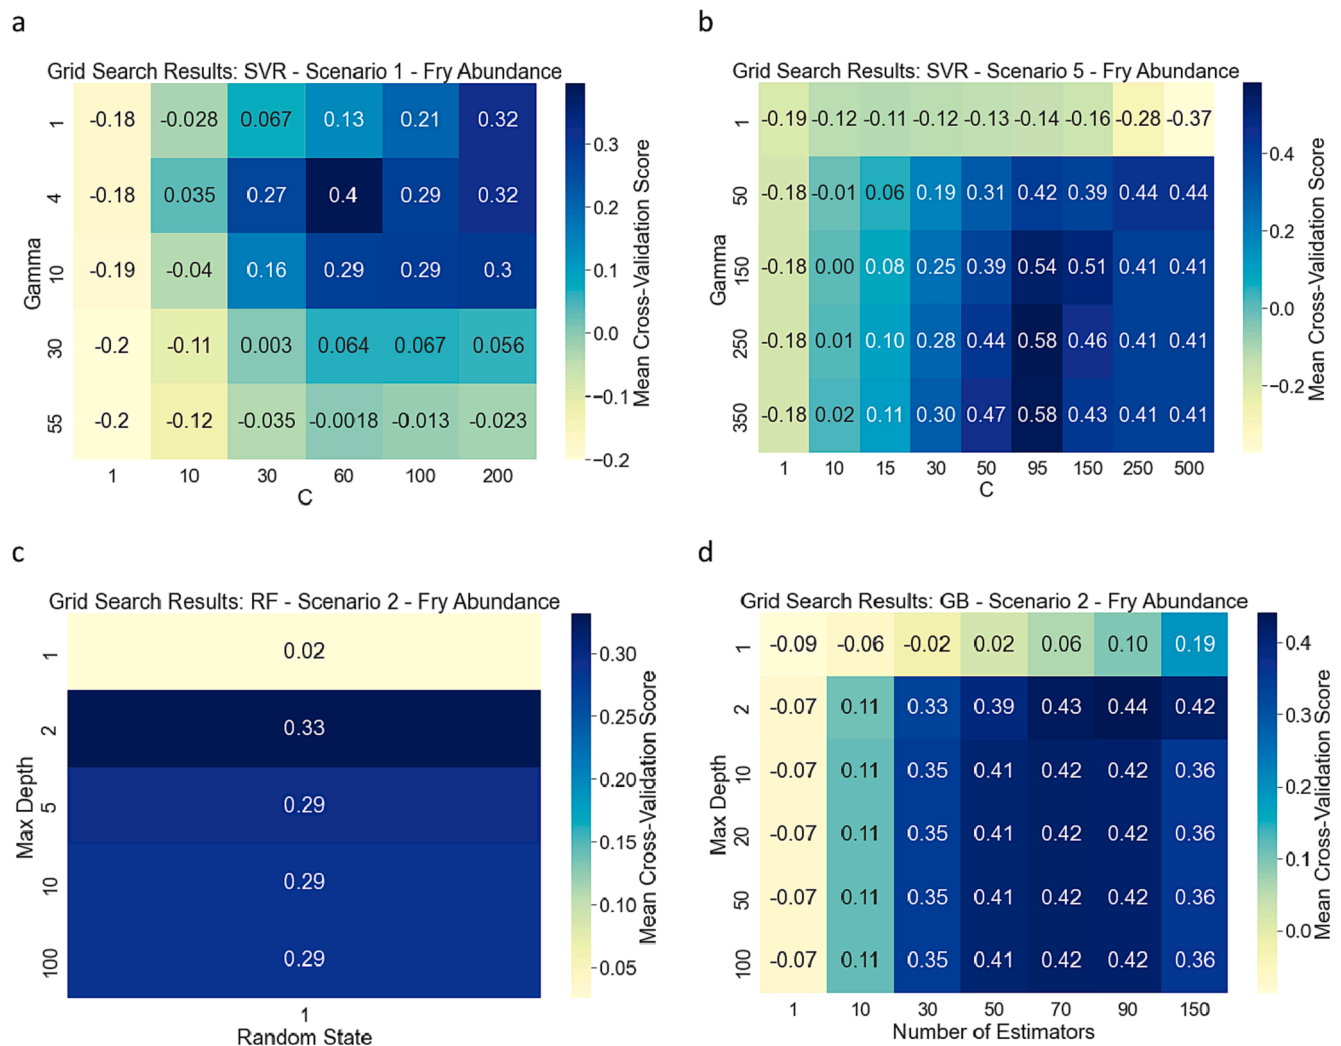 a
Grid Search Results: SVR - Scenario 1 - Fry Abundance
1 -0.18 -0.028 0.067 0.13 0.21 0.32
4 -0.18 0.035 0.27 0.4 0.29 0.32
10 -0.19 -0.04 0.16 0.29 0.29 0.3
30 -0.2 -0.11 0.003 0.064 0.067 0.056
55 -0.2 -0.12 -0.035 -0.0018 -0.013 -0.023
Gamma
1 10 30 60 100 200
C
0.3
0.2
0.1
0.0
−0.1
−0.2
Mean Cross-Validation Score
b
Grid Search Results: SVR - Scenario 5 - Fry Abundance
1 -0.19 -0.12 -0.11 -0.12 -0.13 -0.14 -0.16 -0.28 -0.37
50 -0.18 -0.01 0.06 0.19 0.31 0.42 0.39 0.44 0.44
150 -0.18 0.00 0.08 0.25 0.39 0.54 0.51 0.41 0.41
250 -0.18 0.01 0.10 0.28 0.44 0.58 0.46 0.41 0.41
350 -0.18 0.02 0.11 0.30 0.47 0.58 0.43 0.41 0.41
Gamma
1 10 15 30 50 95 150 250 500
C
0.4
0.2
0.0
−0.2
Mean Cross-Validation Score
c
Grid Search Results: RF - Scenario 2 - Fry Abundance
1 0.02
2 0.33
5 0.29
10 0.29
100 0.29
Max Depth
1
Random State
0.30
0.25
0.20
0.15
0.10
0.05
Mean Cross-Validation Score
d
Grid Search Results: GB - Scenario 2 - Fry Abundance
1 -0.09 -0.06 -0.02 0.02 0.06 0.10 0.19
2 -0.07 0.11 0.33 0.39 0.43 0.44 0.42
10 -0.07 0.11 0.35 0.41 0.42 0.42 0.36
20 -0.07 0.11 0.35 0.41 0.42 0.42 0.36
50 -0.07 0.11 0.35 0.41 0.42 0.42 0.36
100 -0.07 0.11 0.35 0.41 0.42 0.42 0.36
Max Depth
1 10 30 50 70 90 150
Number of Estimators
0.4
0.3
0.2
0.1
0.0
Mean Cross-Validation Score